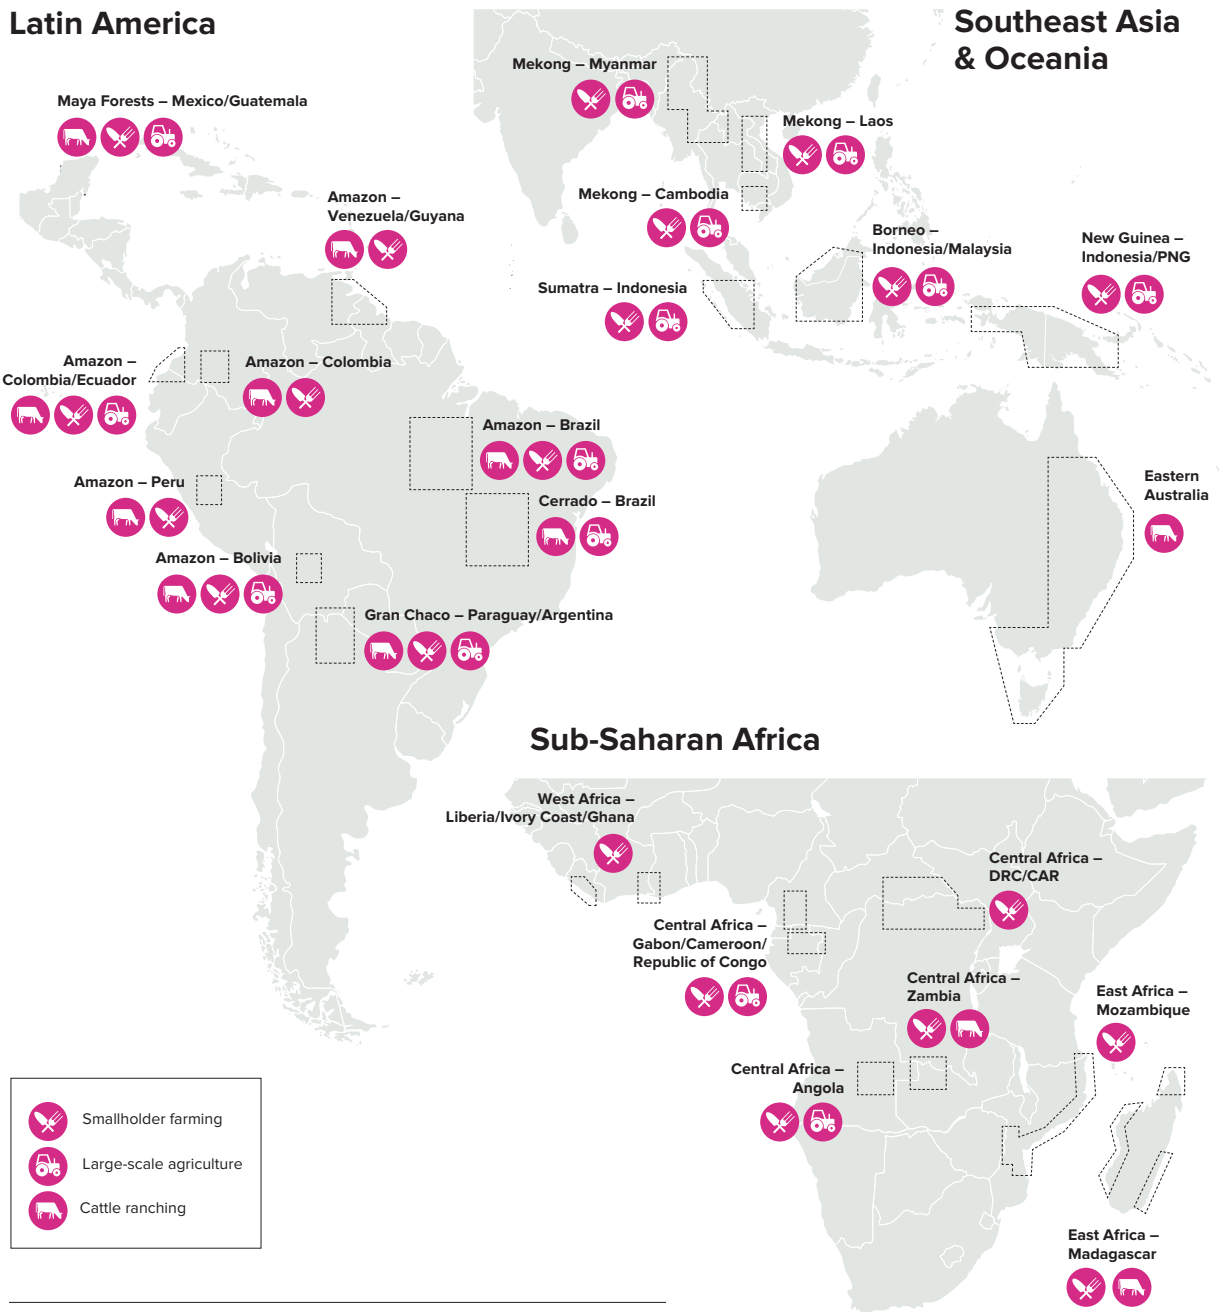 Latin America
Maya Forests – Mexico/Guatemala
Amazon –
Venezuela/Guyana
Amazon –
Colombia/Ecuador
Amazon – Colombia
Amazon – Brazil
Amazon – Peru
Cerrado – Brazil
Amazon – Bolivia
Gran Chaco – Paraguay/Argentina
Southeast Asia
& Oceania
Mekong – Myanmar
Mekong – Laos
Mekong – Cambodia
Borneo –
Indonesia/Malaysia
New Guinea –
Indonesia/PNG
Sumatra – Indonesia
Eastern
Australia
Sub-Saharan Africa
West Africa –
Liberia/Ivory Coast/Ghana
Central Africa –
DRC/CAR
Central Africa –
Gabon/Cameroon/
Republic of Congo
Central Africa –
Zambia
East Africa –
Mozambique
Central Africa –
Angola
East Africa –
Madagascar
Smallholder farming
Large-scale agriculture
Cattle ranching